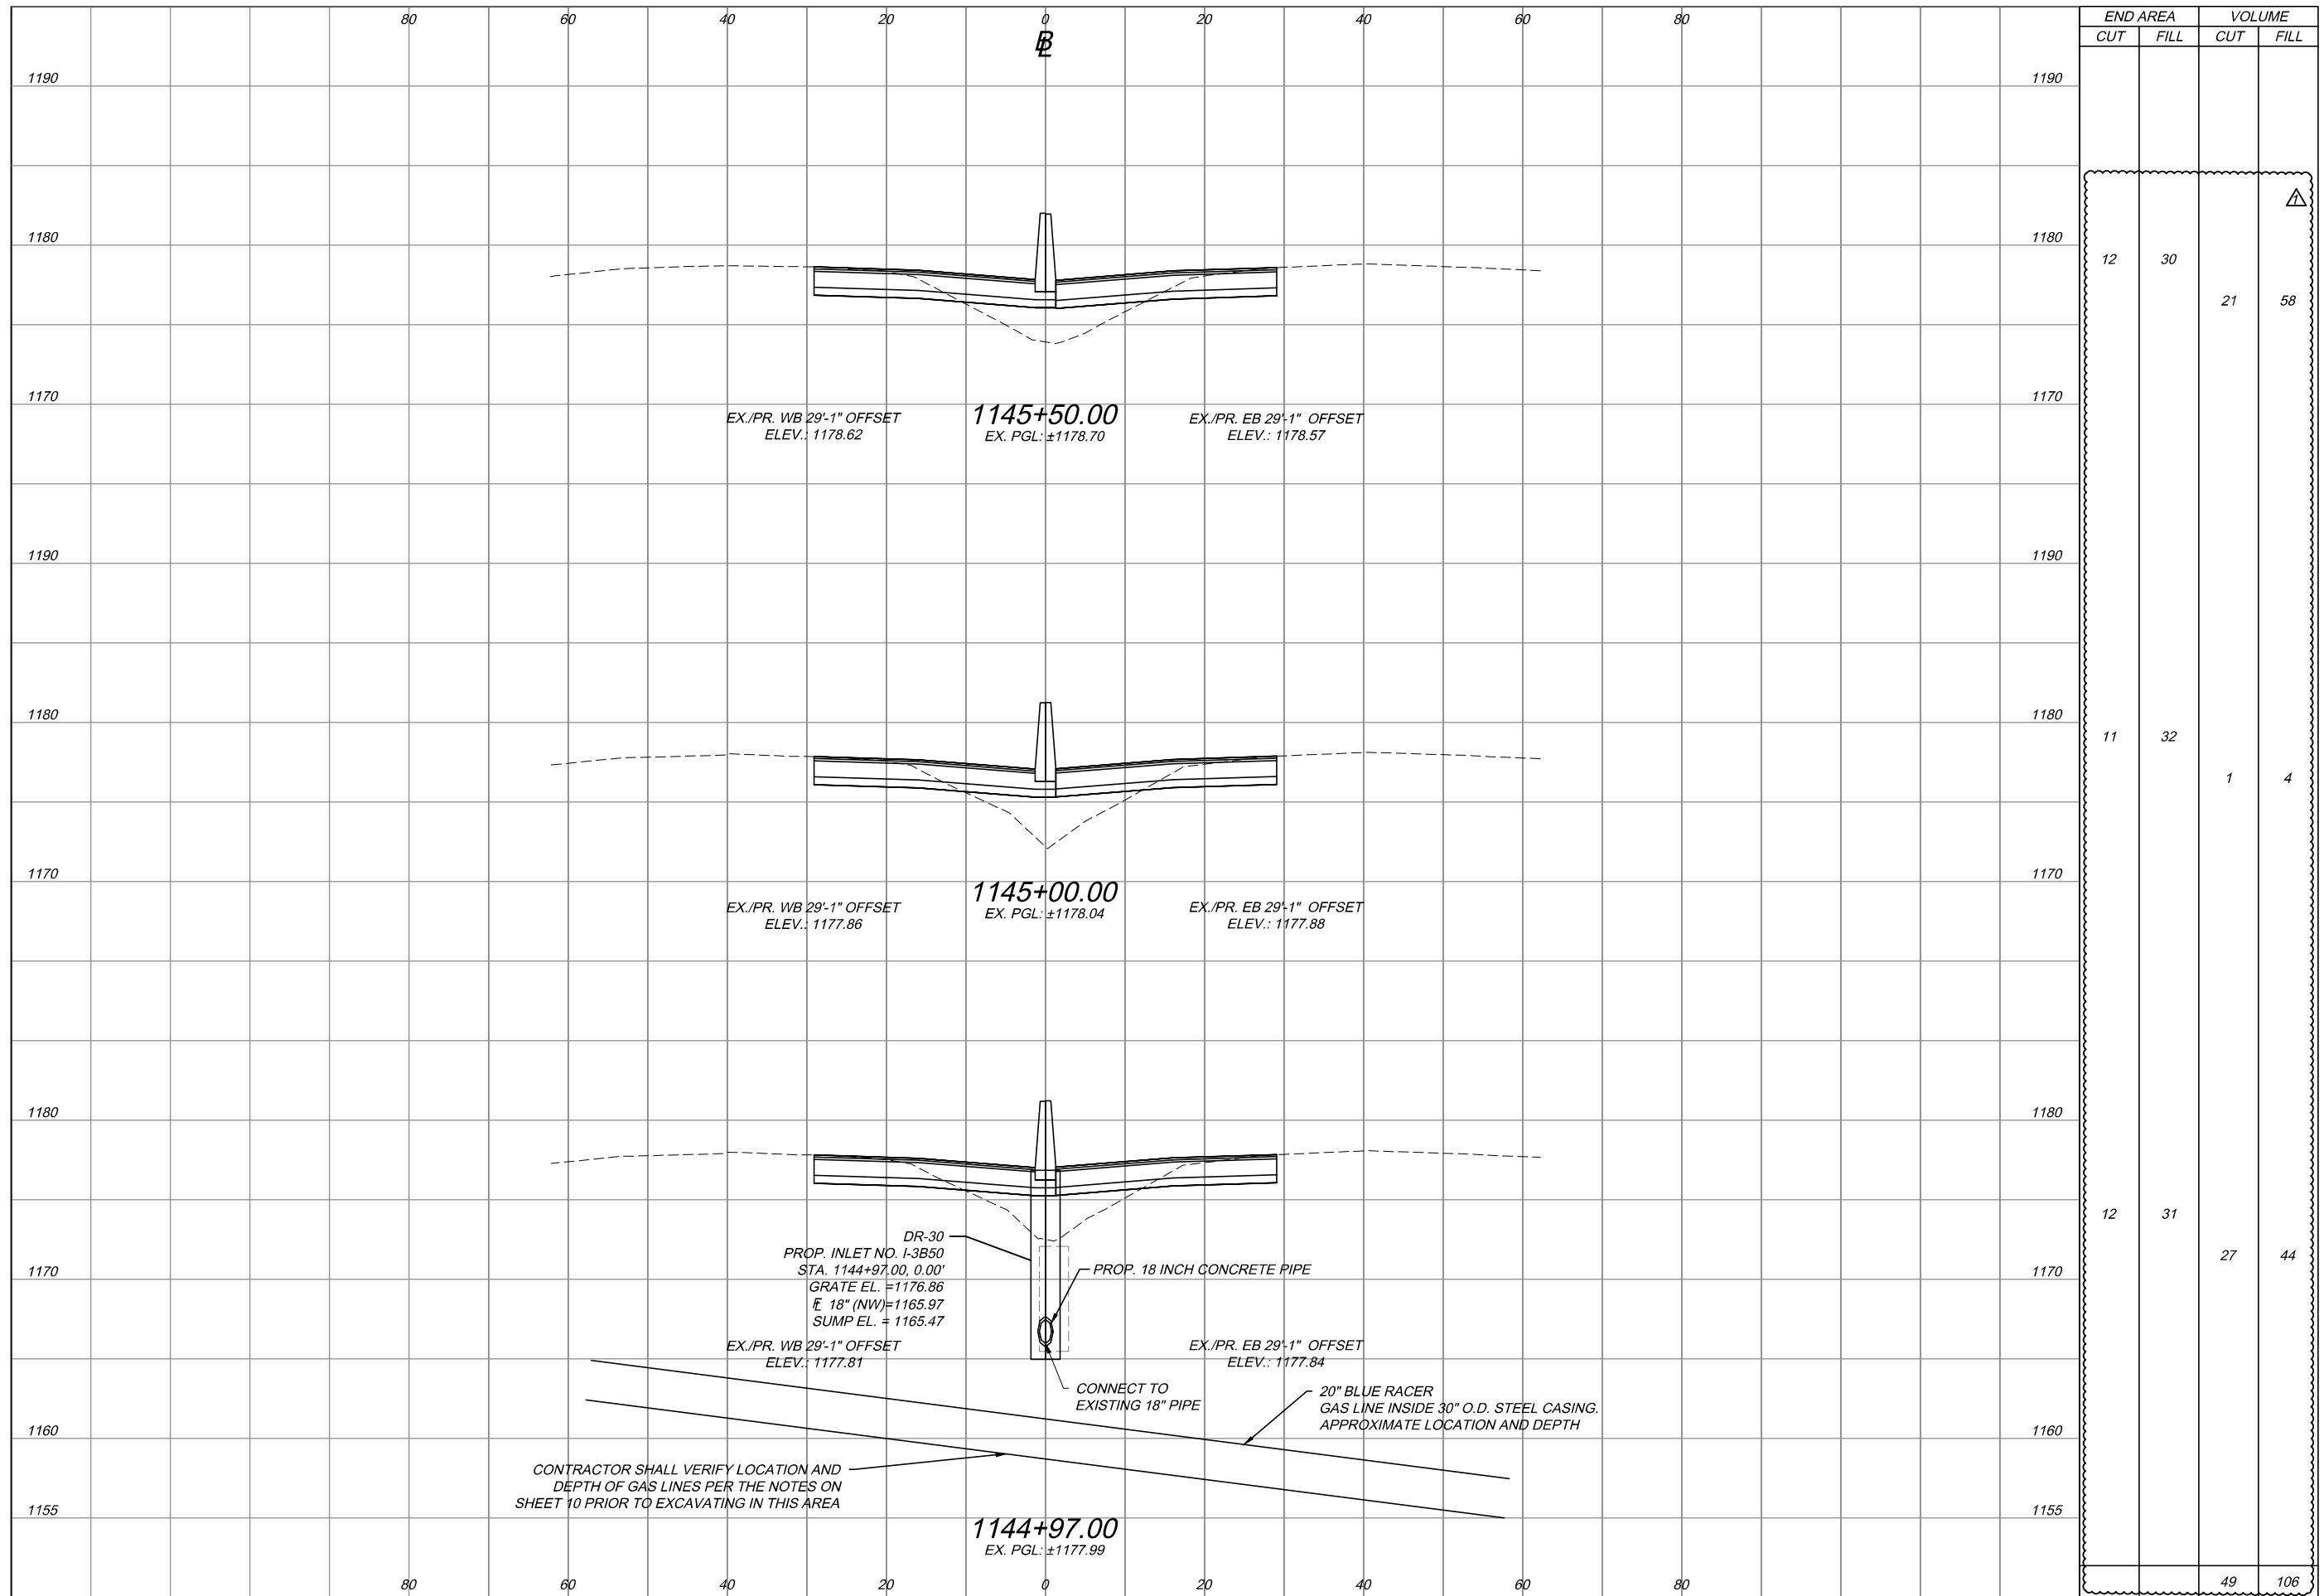 80 60 40 20 0 20 40 60 80
END AREA VOLUME
CUT FILL CUT FILL
1190 1190
1
1180 1180
12 30
21 58
1170 1170
EX./PR. WB 29'-1" OFFSET
ELEV.: 1178.62
1145+50.00
EX. PGL: ±1178.70
EX./PR. EB 29'-1" OFFSET
ELEV.: 1178.57
1190 1190
1180 1180
11 32
1 4
1170 1170
EX./PR. WB 29'-1" OFFSET
ELEV.: 1177.86
1145+00.00
EX. PGL: ±1178.04
EX./PR. EB 29'-1" OFFSET
ELEV.: 1177.88
1180 1180
12 31
27 44
DR-30
PROP. INLET NO. I-3B50
STA. 1144+97.00, 0.00'
GRATE EL. =1176.86
18" (NW)=1165.97
SUMP EL. = 1165.47
PROP. 18 INCH CONCRETE PIPE
1170 1170
EX./PR. WB 29'-1" OFFSET
ELEV.: 1177.81
EX./PR. EB 29'-1" OFFSET
ELEV.: 1177.84
CONNECT TO
EXISTING 18" PIPE
20" BLUE RACER
GAS LINE INSIDE 30" O.D. STEEL CASING.
APPROXIMATE LOCATION AND DEPTH
1160 1160
CONTRACTOR SHALL VERIFY LOCATION AND
DEPTH OF GAS LINES PER THE NOTES ON
SHEET 10 PRIOR TO EXCAVATING IN THIS AREA
1155 1155
1144+97.00
EX. PGL: ±1177.99
80 60 40 20 0 20 40 60 80
49 106